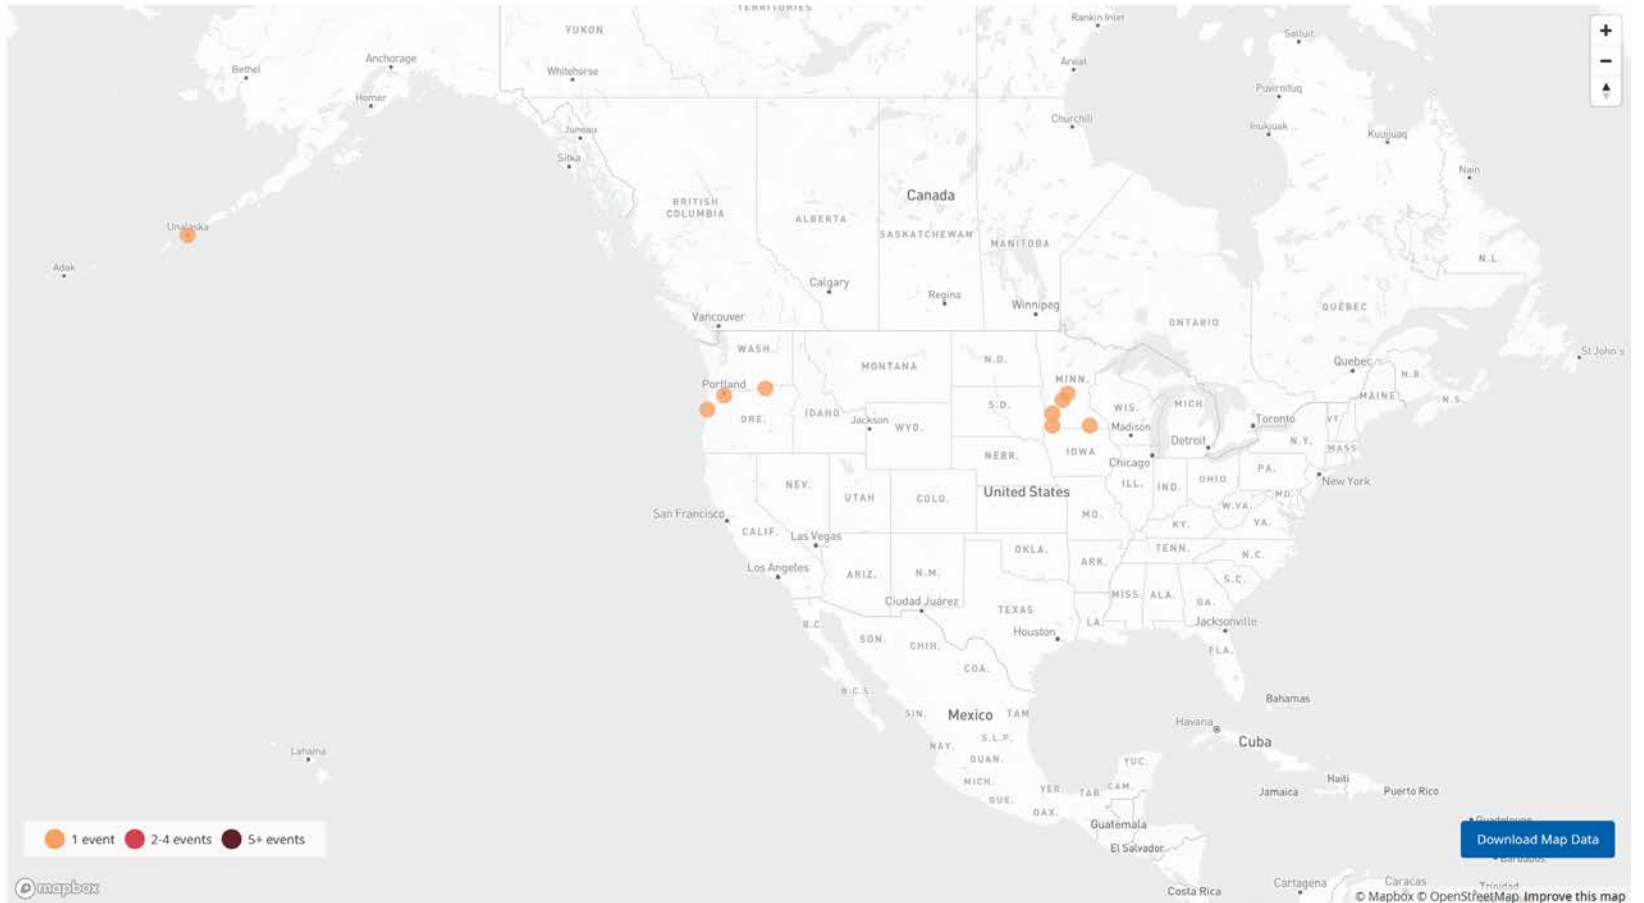 TERRITORIES
Rankin Inlet
YUKON
Salluit
Anchorage
Arviat
Bethel
Whitehorse
Puvirnituq
Homer
Churchill
Juneau
Inukjuak
Kuujjuaq
Sitka
Nain
Canada
BRITISH
COLUMBIA
ALBERTA
Unalaska
SASKATCHEWAN
MANITOBA
N.L.
Adak
Calgary
Regina
Winnipeg
QUÉBEC
Vancouver
ONTARIO
WASH.
St John's
N.D.
Quebec
MONTANA
N.B.
Portland
MINN.
MAINE
N.S.
S.D.
WIS.
MICH
IDAHO
ORE.
Jackson
WYO.
Madison
Toronto
VT.
Detroit
N.Y.
MASS
NEBR.
IOWA
Chicago
PA.
NEV.
ILL.
IND.
OHIO
New York
UTAH
COLO.
United States
MD.
W.VA.
San Francisco
MO.
KY.
VA.
CALIF.
Las Vegas
OKLA.
TENN.
N.C.
ARK.
Los Angeles
ARIZ.
N.M.
S.C.
MISS.
ALA.
GA.
Ciudad Juárez
TEXAS
B.C.
LA.
Jacksonville
Houston
SON.
CHIH.
FLA.
COA.
B.C.S.
Bahamas
SIN.
Mexico
TAM
Havana
S.L.P.
Cuba
NAY.
Lahaina
GUAN.
YUC.
MICH.
Haiti
VER.
TAB.
CAM.
Jamaica
Puerto Rico
GUE.
OAX.
Guadeloupe
Guatemala
1 event
2-4 events
5+ events
Download Map Data
El Salvador
Barbados
mapbox
Costa Rica
Cartagena
Caracas
Trinidad
© Mapbox © OpenStreetMap Improve this map